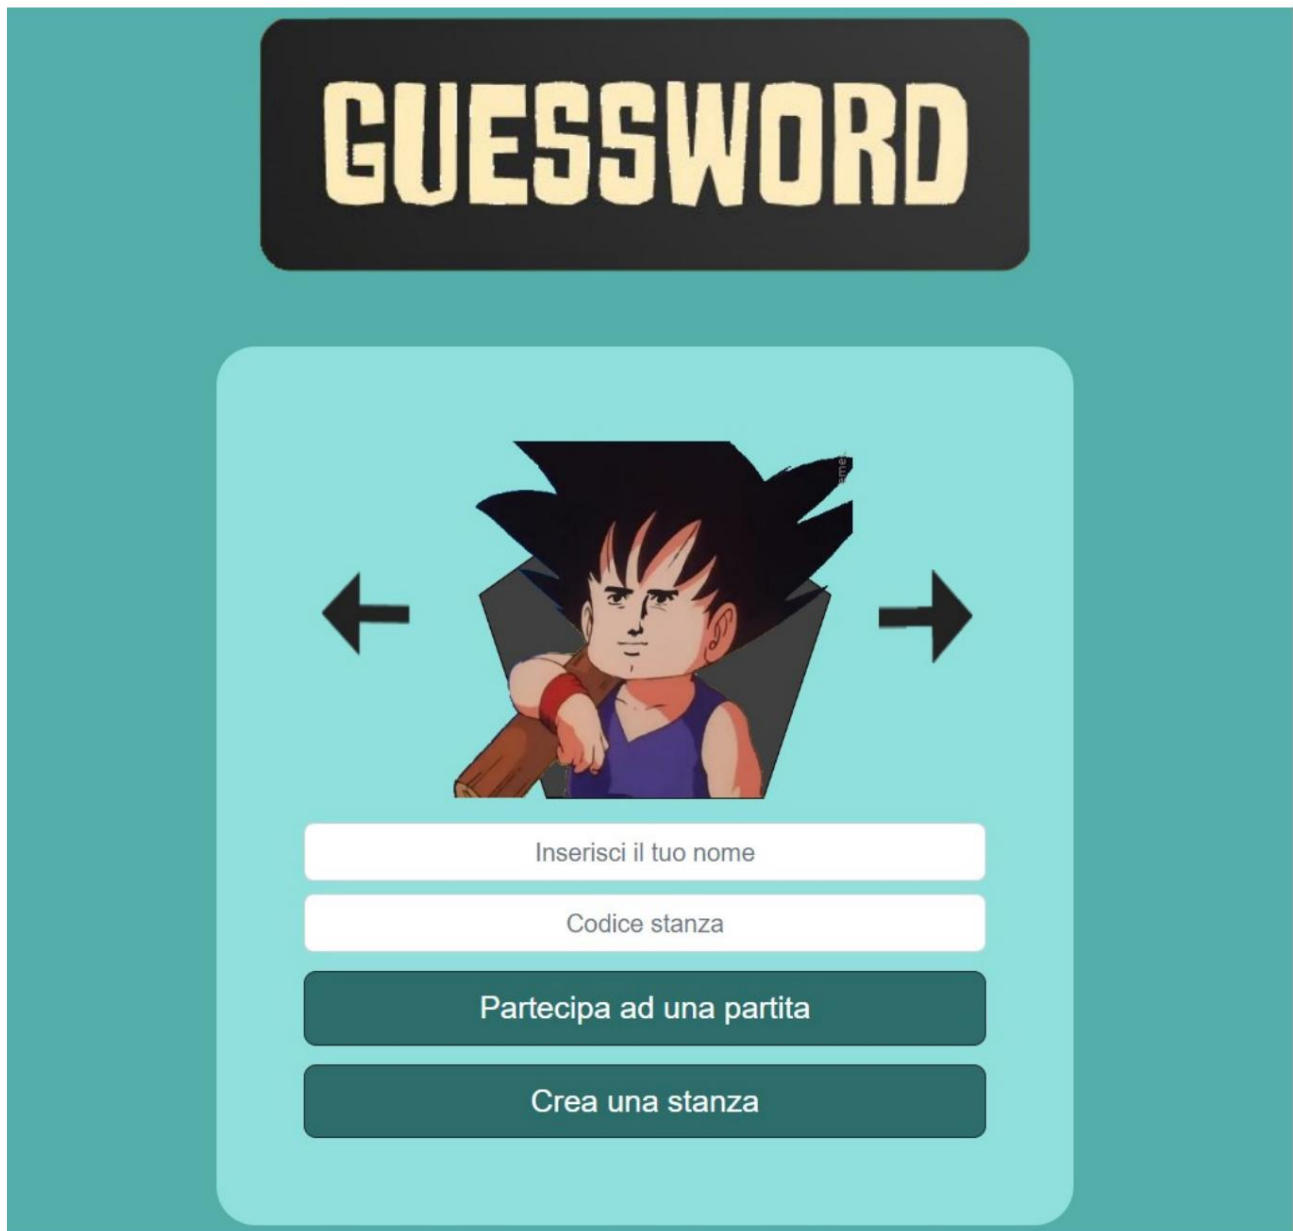 GUESSWORD
Inserisci il tuo nome
Codice stanza
Partecipa ad una partita
Crea una stanza